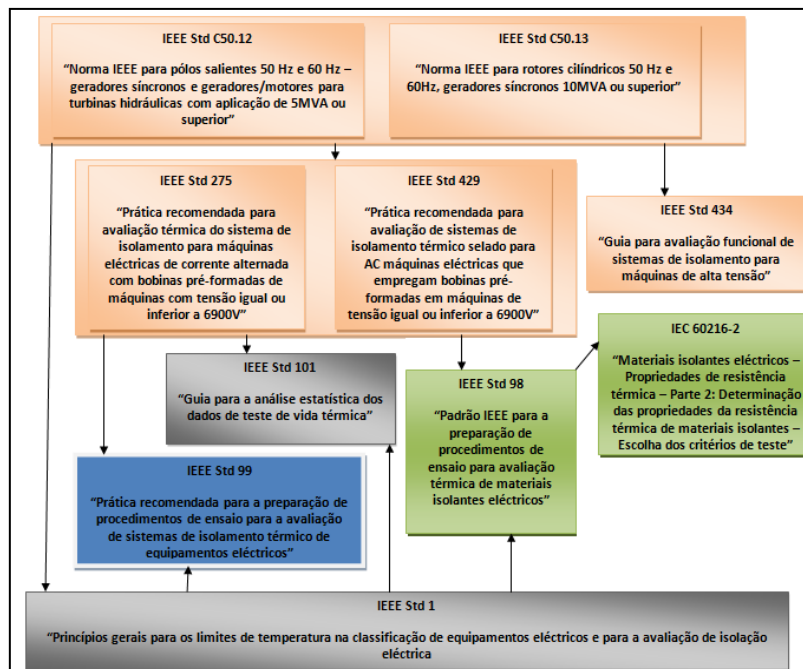 IEEE Std C50.12
“Norma IEEE para pólos salientes 50 Hz e 60 Hz –
geradores síncronos e geradores/motores para
turbinas hidráulicas com aplicação de 5MVA ou
superior”
IEEE Std C50.13
“Norma IEEE para rotores cilíndricos 50 Hz e
60Hz, geradores síncronos 10MVA ou superior”
IEEE Std 275
“Prática recomendada para
avaliação térmica do sistema de
isolamento para máquinas
eléctricas de corrente alternada
com bobinas pré-formadas de
máquinas com tensão igual ou
inferior a 6900V”
IEEE Std 429
“Prática recomendada para
avaliação de sistemas de
isolamento térmico selado para
AC máquinas eléctricas que
empregam bobinas pré-
formadas em máquinas de
tensão igual ou inferior a 6900V”
IEEE Std 434
“Guia para avaliação funcional de
sistemas de isolamento para
máquinas de alta tensão”
IEEE Std 101
“Guia para a análise estatística dos
dados de teste de vida térmica”
IEEE Std 98
“Padrão IEEE para a
preparação de
procedimentos de
ensaio para avaliação
térmica de materiais
isolantes eléctricos”
IEC 60216-2
“Materiais isolantes eléctricos –
Propriedades de resistência
térmica – Parte 2: Determinação
das propriedades da resistência
térmica de materiais isolantes –
Escolha dos critérios de teste”
IEEE Std 99
“Prática recomendada para a preparação de
procedimentos de ensaio para a avaliação
de sistemas de isolamento térmico de
equipamentos eléctricos”
IEEE Std 1
“Princípios gerais para os limites de temperatura na classificação de equipamentos eléctricos e para a avaliação de isolação
eléctrica